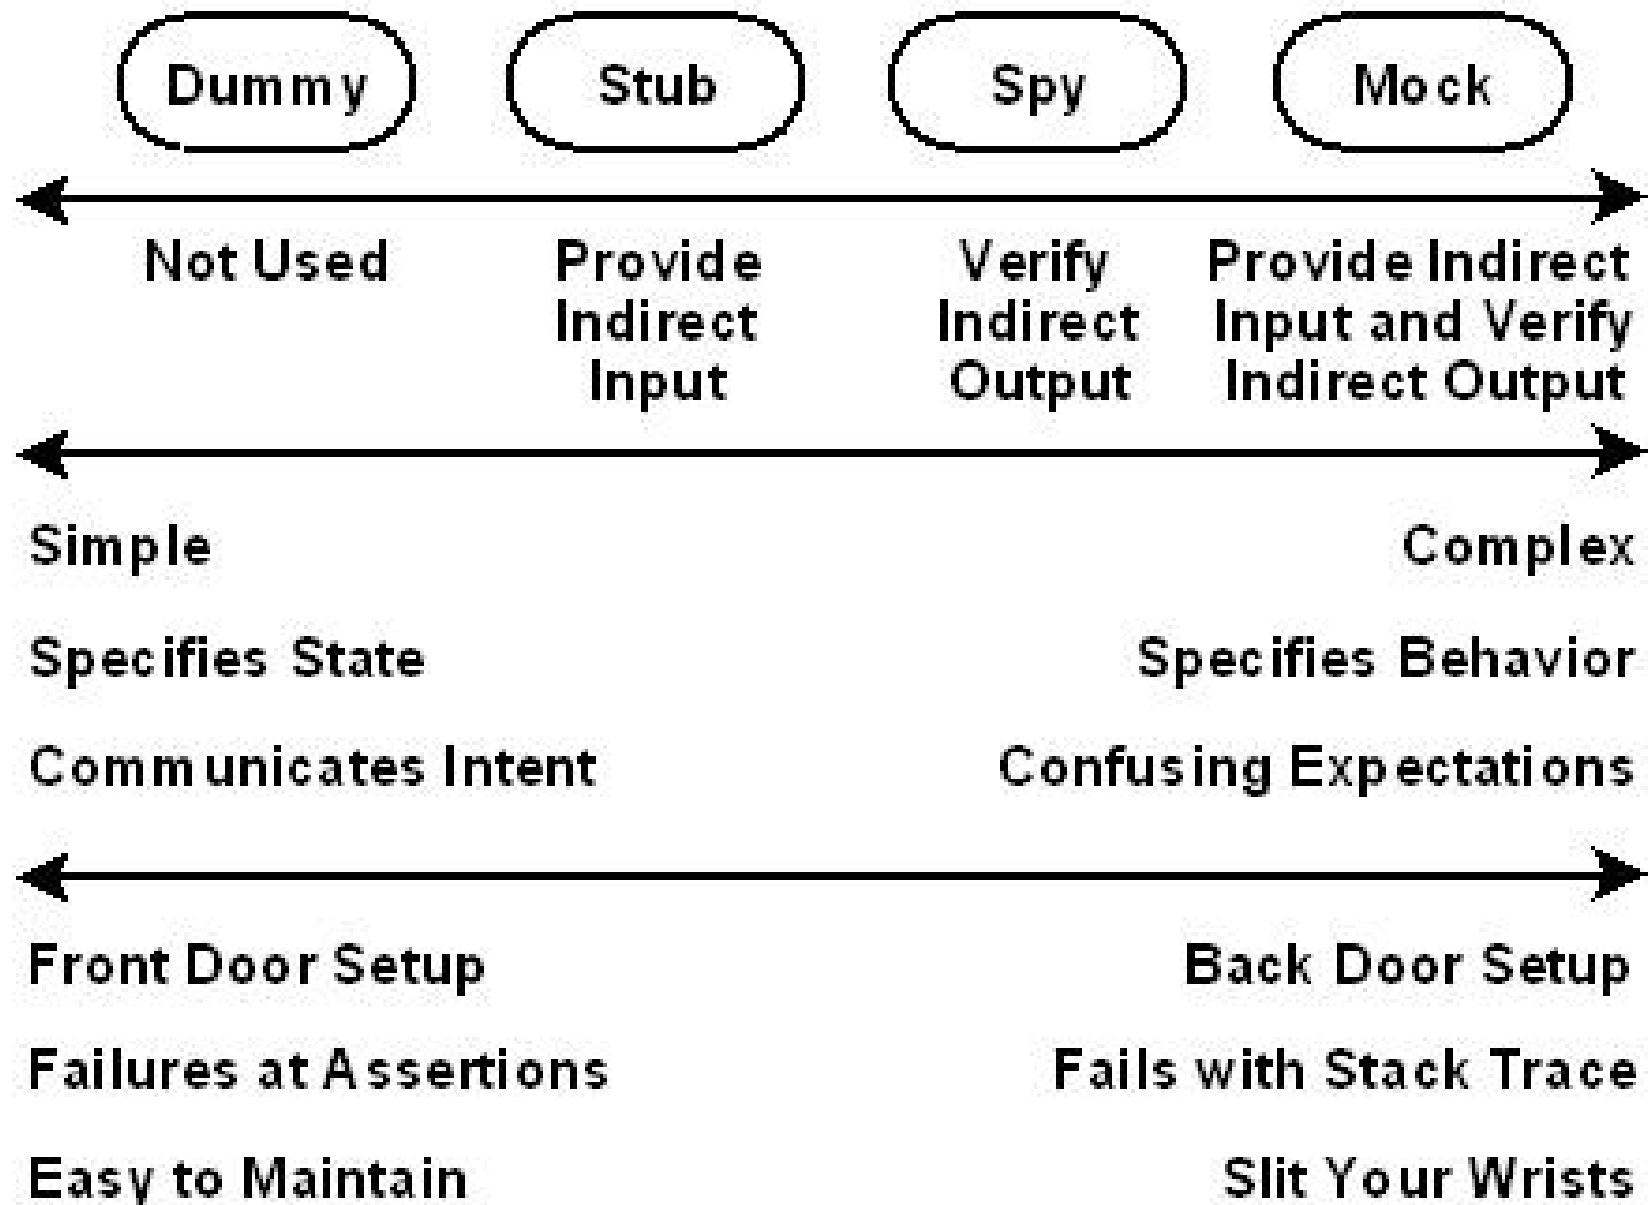 Dummy Stub Spy Mock
Not Used Provide Verify Provide Indirect
Indirect Indirect Input and Verify
Input Output Indirect Output
Simple Complex
Specifies State Specifies Behavior
Communicates Intent Confusing Expectations
Front Door Setup Back Door Setup
Failures at Assertions Fails with Stack Trace
Easy to Maintain Slit Your Wrists